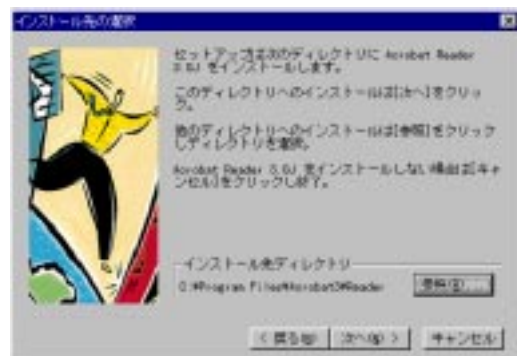 インストール先の選択
セットアップは次のディレクトリに Acrobat Reader
3.0J をインストールします。
このディレクトリへのインストールは[次へ]をクリッ
ク。
他のディレクトリへのインストールは[参照]をクリック
しディレクトリを選択。
Acrobat Reader 3.0J をインストールしない場合は[キャ
ンセル]をクリックし終了。
インストール先ディレクトリ
C:¥Program Files¥Acrobat3¥Reader
参照(R)...
< 戻る(B)
次へ(N) >
キャンセル